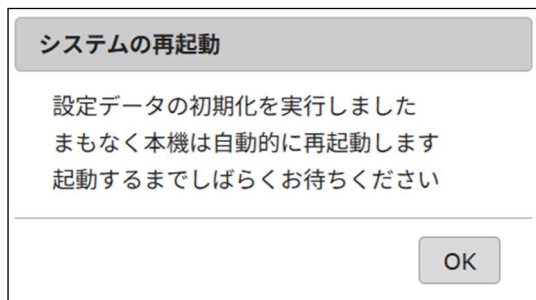 システムの再起動
設定データの初期化を実行しました
まもなく本機は自動的に再起動します
起動するまでしばらくお待ちください
OK